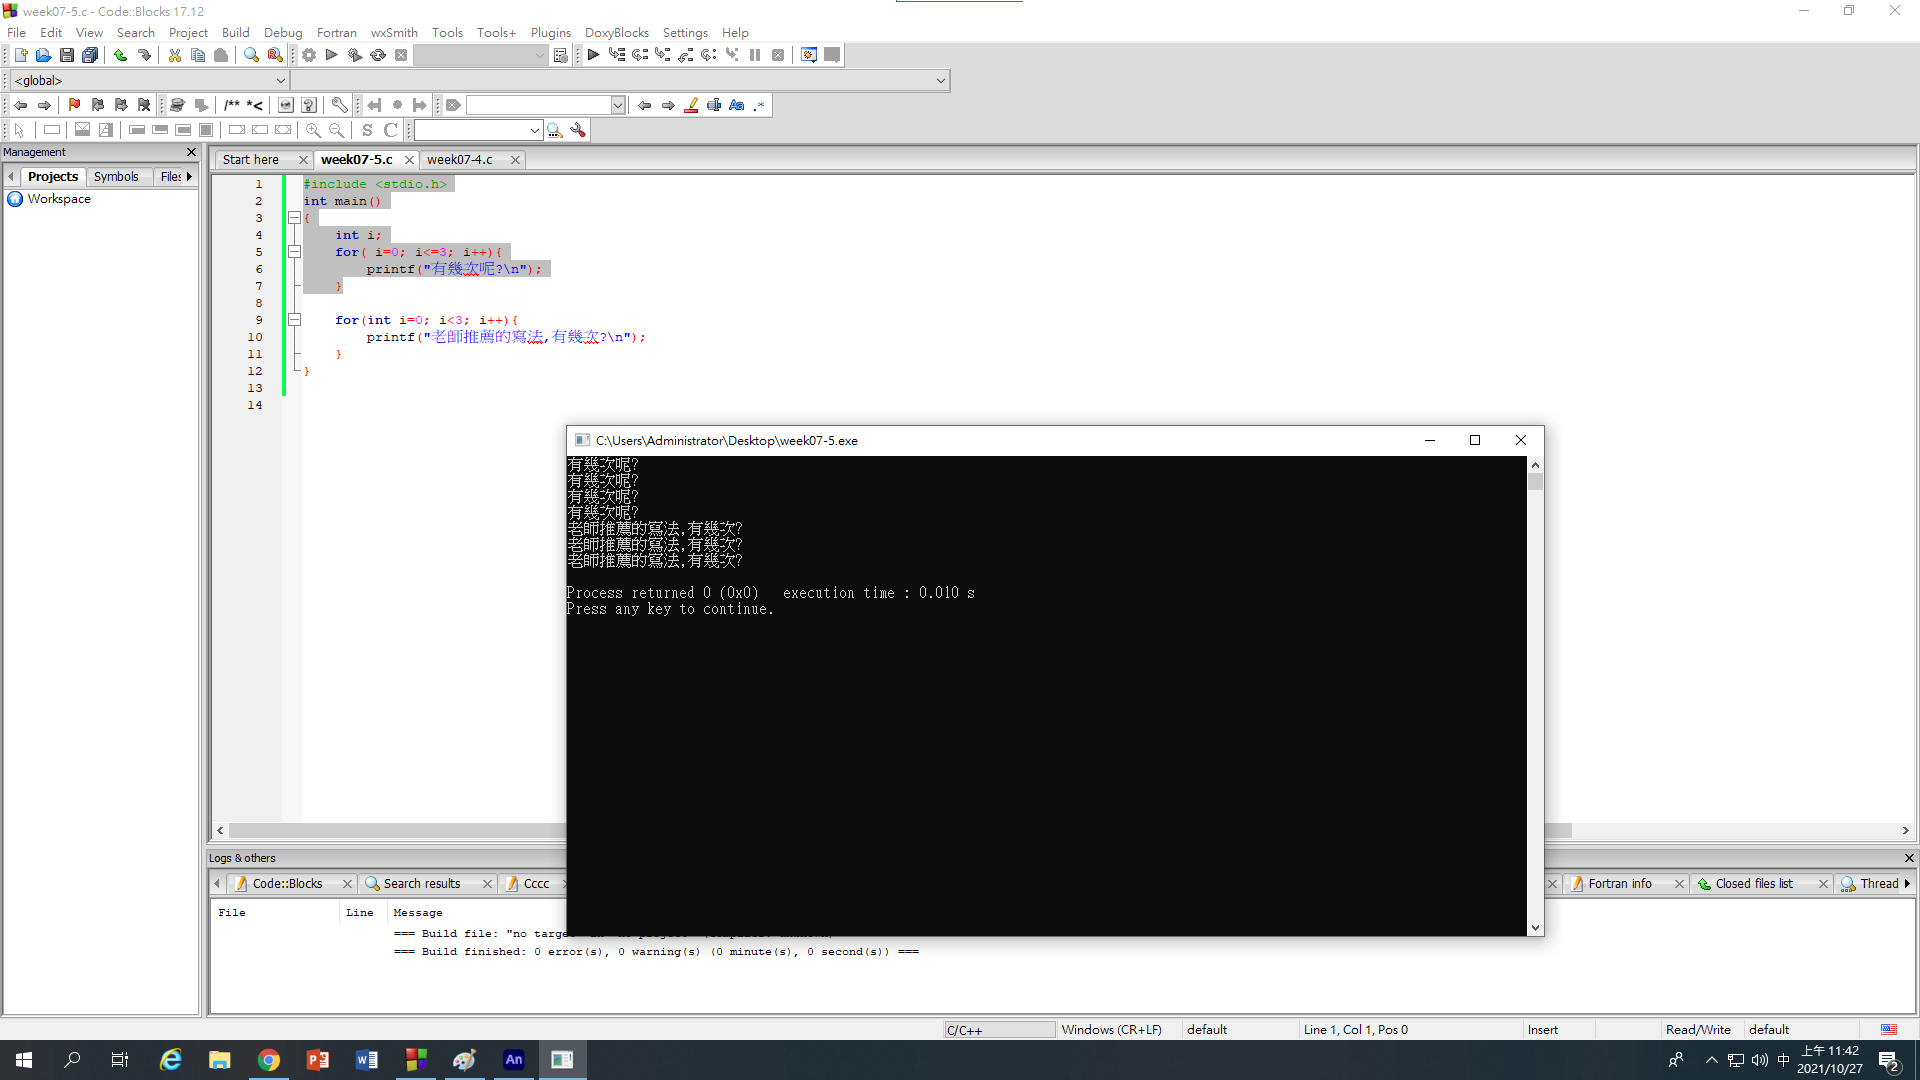 week07-5.c - Code::Blocks 17.12
File Edit View Search Project Build Debug Fortran wxSmith Tools Tools+ Plugins DoxyBlocks Settings Help
<global>
/** *<
S C
Management
Projects Symbols Files
Workspace
Start here week07-5.c week07-4.c
1 #include <stdio.h>
2 int main()
3 {
4 int i;
5 for( i=0; i<=3; i++){
6 printf("有幾次呢?\n");
7 }
8
9 for(int i=0; i<3; i++){
10 printf("老師推薦的寫法,有幾次?\n");
11 }
12 }
13
14
C:\Users\Administrator\Desktop\week07-5.exe
有幾次呢?
有幾次呢?
有幾次呢?
有幾次呢?
老師推薦的寫法,有幾次?
老師推薦的寫法,有幾次?
老師推薦的寫法,有幾次?
Process returned 0 (0x0) execution time : 0.010 s
Press any key to continue.
Logs & others
Code::Blocks Search results Cccc Fortran info Closed files list Thread
File Line Message
=== Build file: "no target
=== Build finished: 0 error(s), 0 warning(s) (0 minute(s), 0 second(s)) ===
C/C++ Windows (CR+LF) default Line 1, Col 1, Pos 0 Insert Read/Write default
An 中 上午 11:42
2021/10/27 2